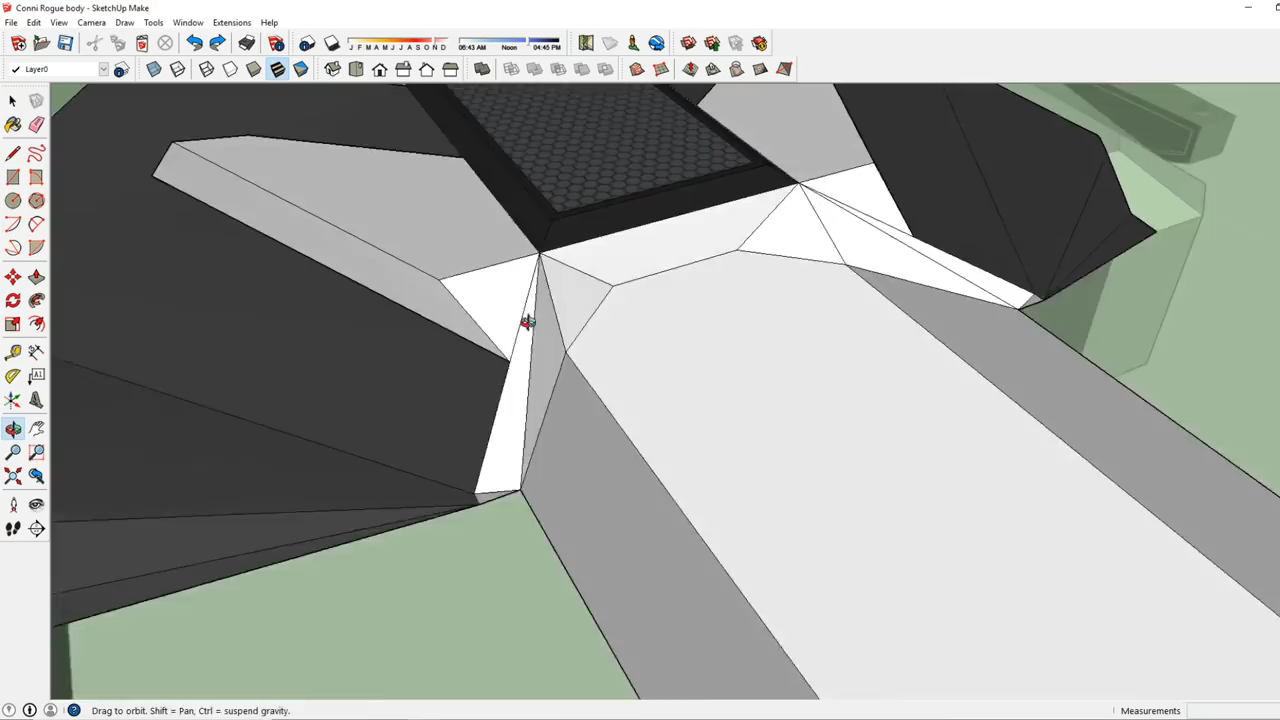 Conni Rogue body - SketchUp Make
File Edit View Camera Draw Tools Window Extensions Help
J F M A M J J A S O N D 06:43 AM Noon 04:45 PM
Layer0
A1
Drag to orbit. Shift = Pan, Ctrl = suspend gravity.
Measurements